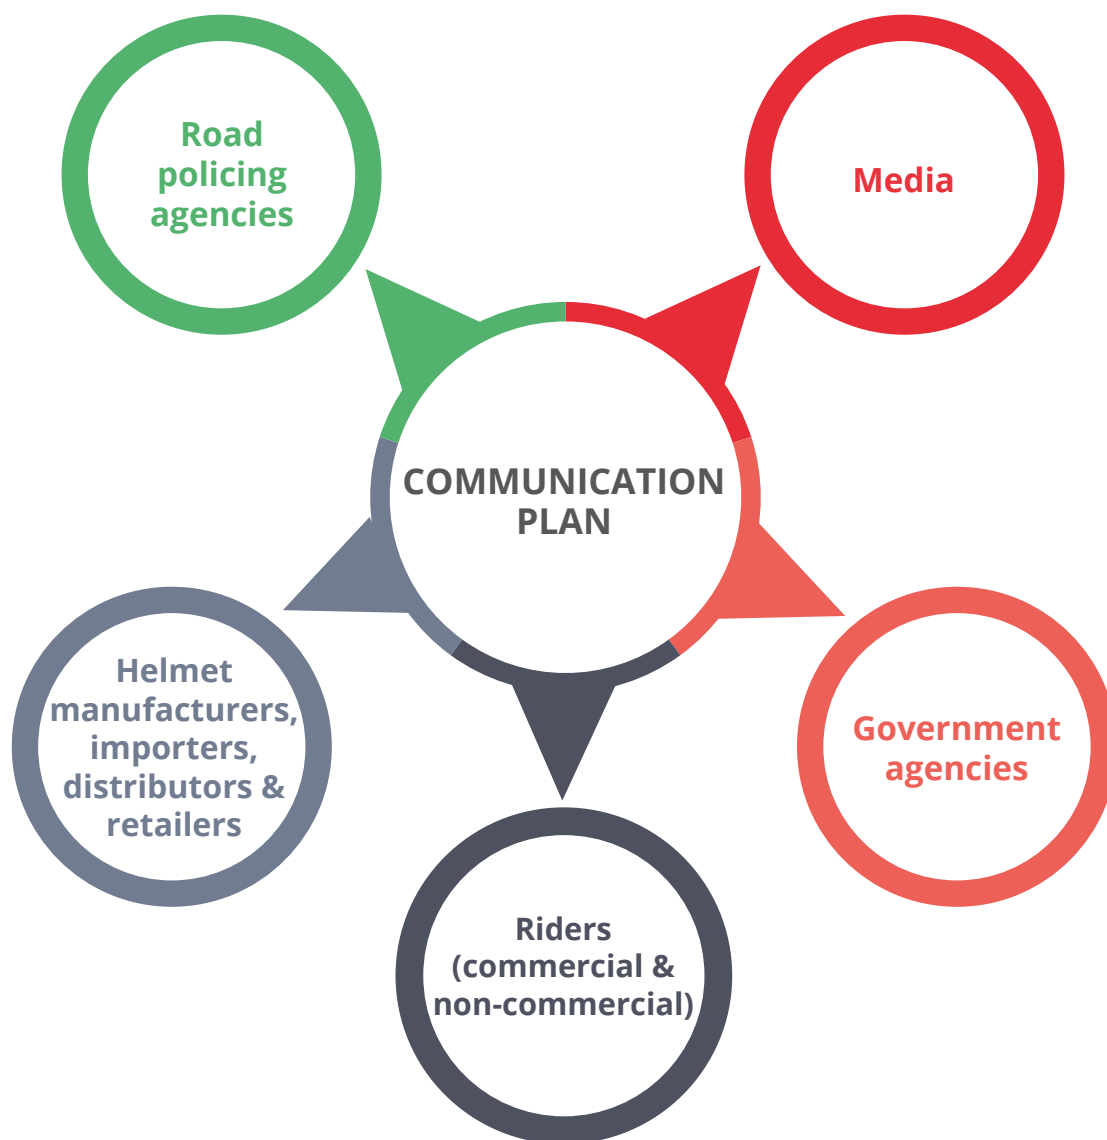 Road
policing
agencies
Media
COMMUNICATION
PLAN
Helmet
manufacturers,
importers,
distributors &
retailers
Government
agencies
Riders
(commercial &
non-commercial)